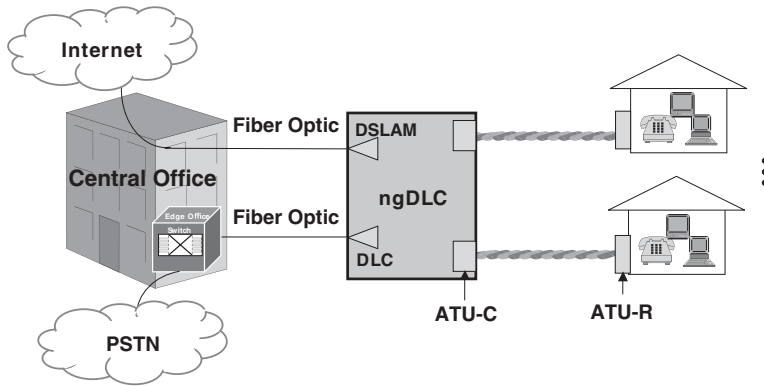 Internet
Fiber Optic
DSLAM
Central Office
ngDLC
Edge Office
Switch
Fiber Optic
DLC
ATU-C
ATU-R
PSTN